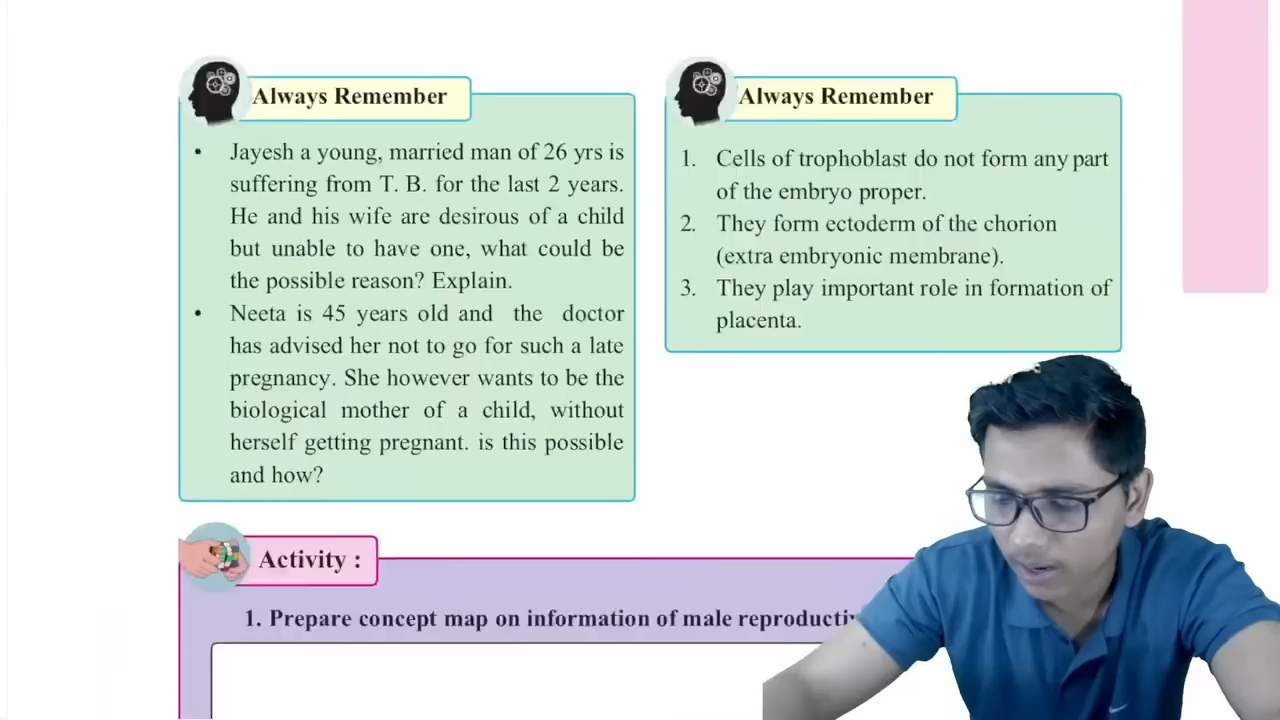 Always Remember
• Jayesh a young, married man of 26 yrs is
suffering from T. B. for the last 2 years.
He and his wife are desirous of a child
but unable to have one, what could be
the possible reason? Explain.
• Neeta is 45 years old and the doctor
has advised her not to go for such a late
pregnancy. She however wants to be the
biological mother of a child, without
herself getting pregnant. is this possible
and how?
Always Remember
1. Cells of trophoblast do not form any part
of the embryo proper.
2. They form ectoderm of the chorion
(extra embryonic membrane).
3. They play important role in formation of
placenta.
Activity :
1. Prepare concept map on information of male